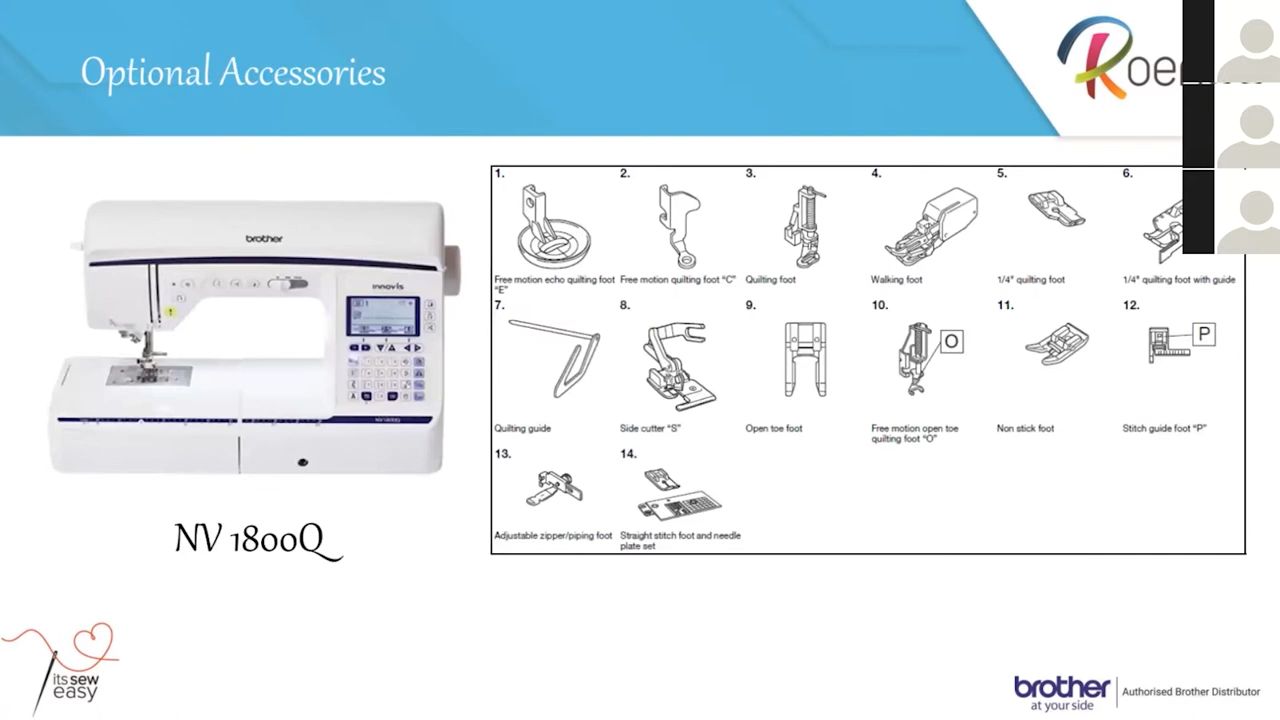 Optional Accessories
brother
innov-is
NV 1800Q
1.
Free motion echo quilting foot
“E”
2.
Free motion quilting foot “C”
3.
Quilting foot
4.
Walking foot
5.
1/4" quilting foot
6.
1/4" quilting foot with guide
7.
Quilting guide
8.
Side cutter “S”
9.
Open toe foot
10.
O
Free motion open toe
quilting foot “O”
11.
Non stick foot
12.
P
Stitch guide foot “P”
13.
Adjustable zipper/piping foot
14.
Straight stitch foot and needle
plate set
its sew
easy
brother
at your side
Authorised Brother Distributor